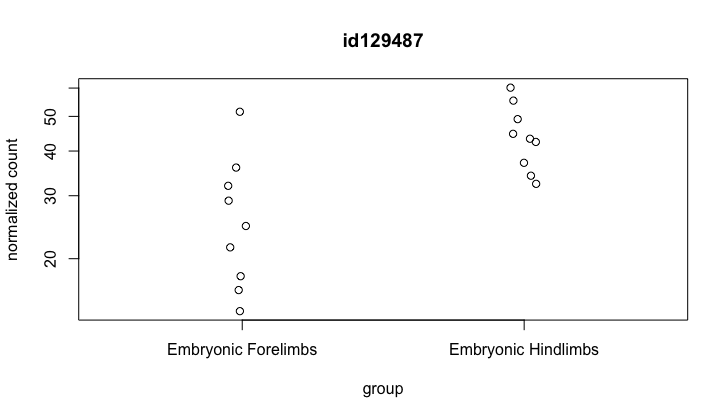 id129487
normalized count
50
40
30
20
Embryonic Forelimbs
Embryonic Hindlimbs
group